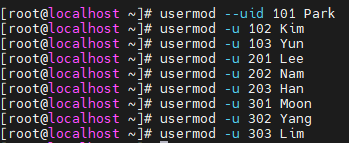 [root@localhost ~]# usermod --uid 101 Park
[root@localhost ~]# usermod -u 102 Kim
[root@localhost ~]# usermod -u 103 Yun
[root@localhost ~]# usermod -u 201 Lee
[root@localhost ~]# usermod -u 202 Nam
[root@localhost ~]# usermod -u 203 Han
[root@localhost ~]# usermod -u 301 Moon
[root@localhost ~]# usermod -u 302 Yang
[root@localhost ~]# usermod -u 303 Lim